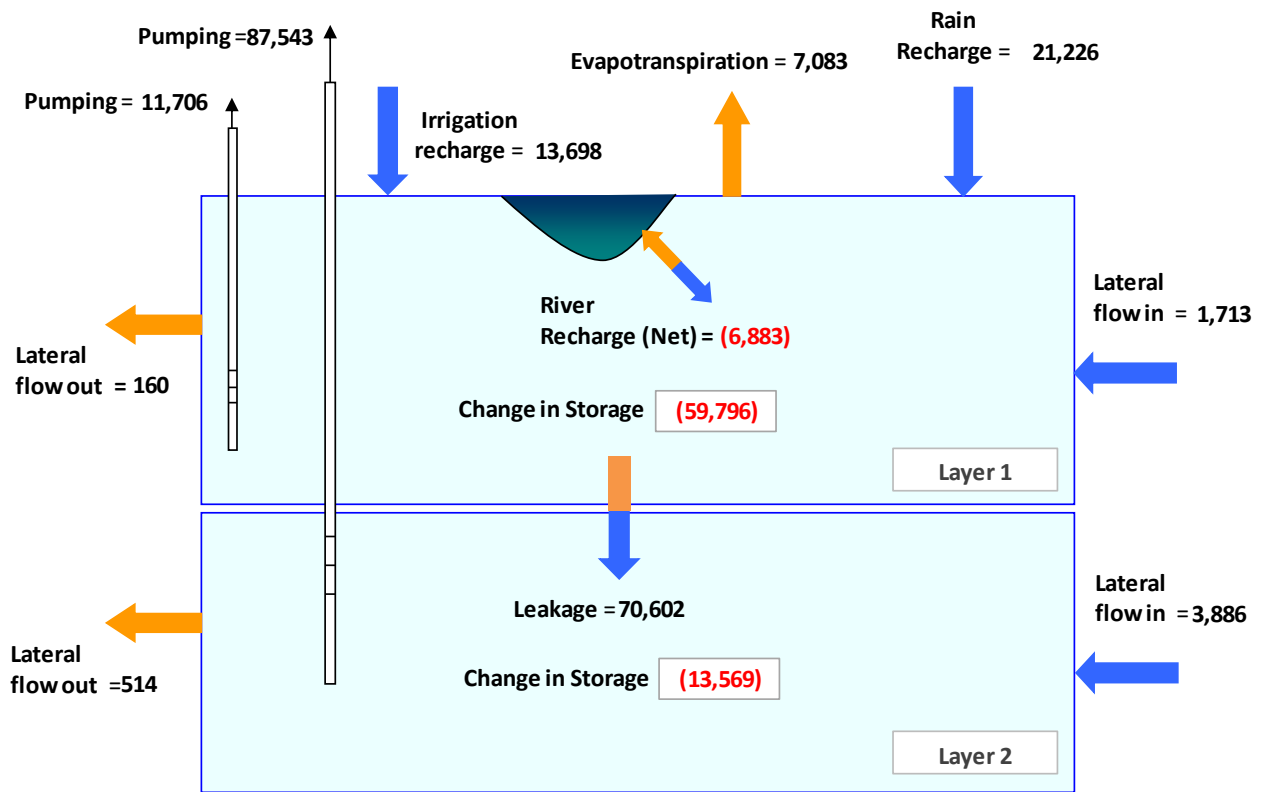 Pumping =87,543
Pumping = 11,706
Irrigation
recharge = 13,698
Evapotranspiration = 7,083
Rain
Recharge = 21,226
Lateral
flow out = 160
River
Recharge (Net) = (6,883)
Lateral
flow in = 1,713
Change in Storage (59,796)
Layer 1
Leakage =70,602
Lateral
flow in =3,886
Lateral
flow out =514
Change in Storage (13,569)
Layer 2